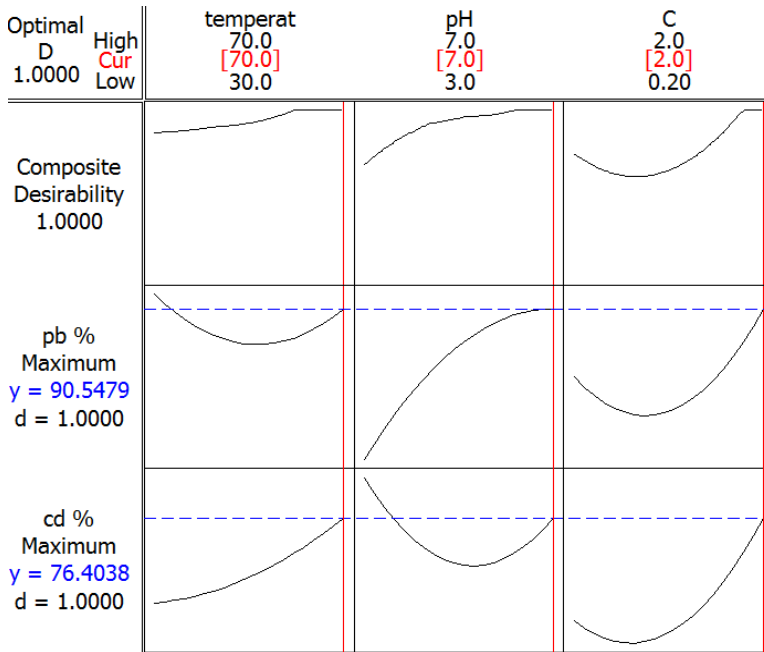 Optimal
D
1.0000
High
Cur
Low
temperat
70.0
[70.0]
30.0
pH
7.0
[7.0]
3.0
C
2.0
[2.0]
0.20
Composite
Desirability
1.0000
pb %
Maximum
y = 90.5479
d = 1.0000
cd %
Maximum
y = 76.4038
d = 1.0000